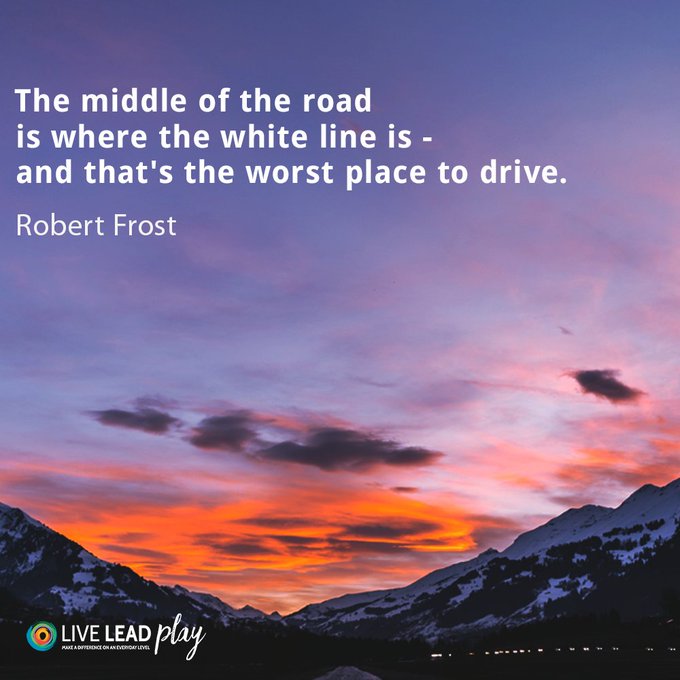 The middle of the road
is where the white line is -
and that's the worst place to drive.
Robert Frost
LIVE LEAD play
MAKE A DIFFERENCE ON AN EVERYDAY LEVEL